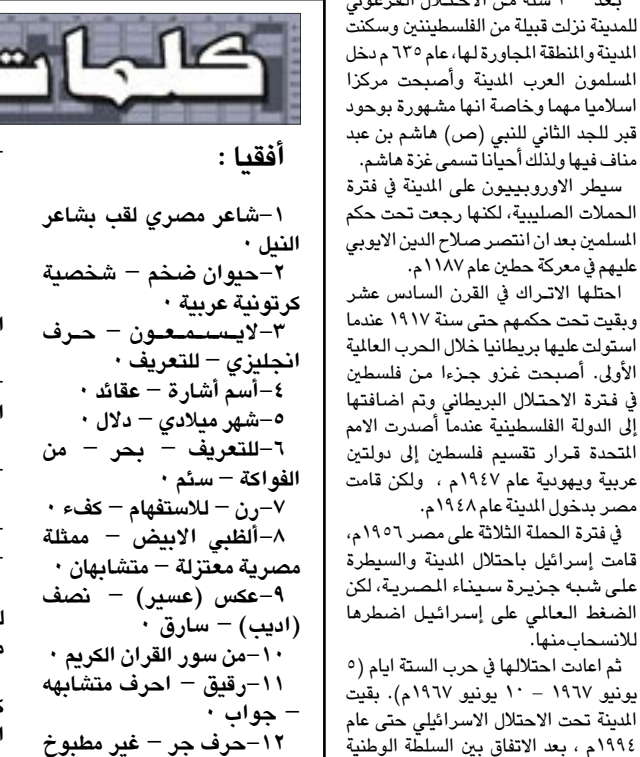 للمدينة نزلت قبيلة من الفلسطيننين وسكنت
المدينة والمنطقة المجاورة لها، عام ٦٣٥ م دخل
المسلمون العرب المدينة وأصبحت مركزا
اسلاميا مهما وخاصة انها مشهورة بوحود
قبر للجد الثاني للنبي (ص) هاشم بن عبد
مناف فيها ولذلك أحيانا تسمى غزة هاشم.
سيطر الاوروبييون على المدينة في فترة
الحملات الصليبية، لكنها رجعت تحت حكم
المسلمين بعد ان انتصر صلاح الدين الايوبي
عليهم في معركة حطين عام ١١٨٧م.
احتلها الاتراك في القرن السادس عشر
وبقيت تحت حكمهم حتى سنة ١٩١٧ عندما
استولت عليها بريطانيا خلال الحرب العالمية
الأولى. أصبحت غزو جزءا من فلسطين
في فترة الاحتلال البريطاني وتم اضافتها
إلى الدولة الفلسطينية عندما أصدرت الامم
المتحدة قرار تقسيم فلسطين إلى دولتين
عربية ويهودية عام ١٩٤٧م ، ولكن قامت
مصر بدخول المدينة عام ١٩٤٨م.
في فترة الحملة الثلاثة على مصر ١٩٥٦م،
قامت إسرائيل باحتلال المدينة والسيطرة
على شبه جزيرة سيناء المصرية، لكن
الضغط العالمي على إسرائيل اضطرها
للانسحاب منها.
ثم اعادت احتلالها في حرب الستة ايام (٥
يونيو ١٩٦٧ – ١٠ يونيو ١٩٦٧م). بقيت
المدينة تحت الاحتلال الاسرائيلي حتى عام
١٩٩٤م ، بعد الاتفاق بين السلطة الوطنية
كلمات
أفقيا :
١–شاعر مصري لقب بشاعر
النيل ٠
٢–حيوان ضخم – شخصية
كرتونية عربية ٠
٣–لايسمعون – حرف
انجليزي – للتعريف ٠
٤–أسم أشارة – عقائد ٠
٥–شهر ميلادي – دلال ٠
٦–للتعريف – بحر – من
الفواكة – سئم ٠
٧–رن – للاستفهام – كفء ٠
٨–ألظبي الابيض – ممثلة
مصرية معتزلة – متشابهان ٠
٩–عكس (عسير) – نصف
(اديب) – سارق ٠
١٠–من سور القران الكريم ٠
١١–رقيق – احرف متشابهه
– جواب ٠
١٢–حرف جر – غير مطبوخ